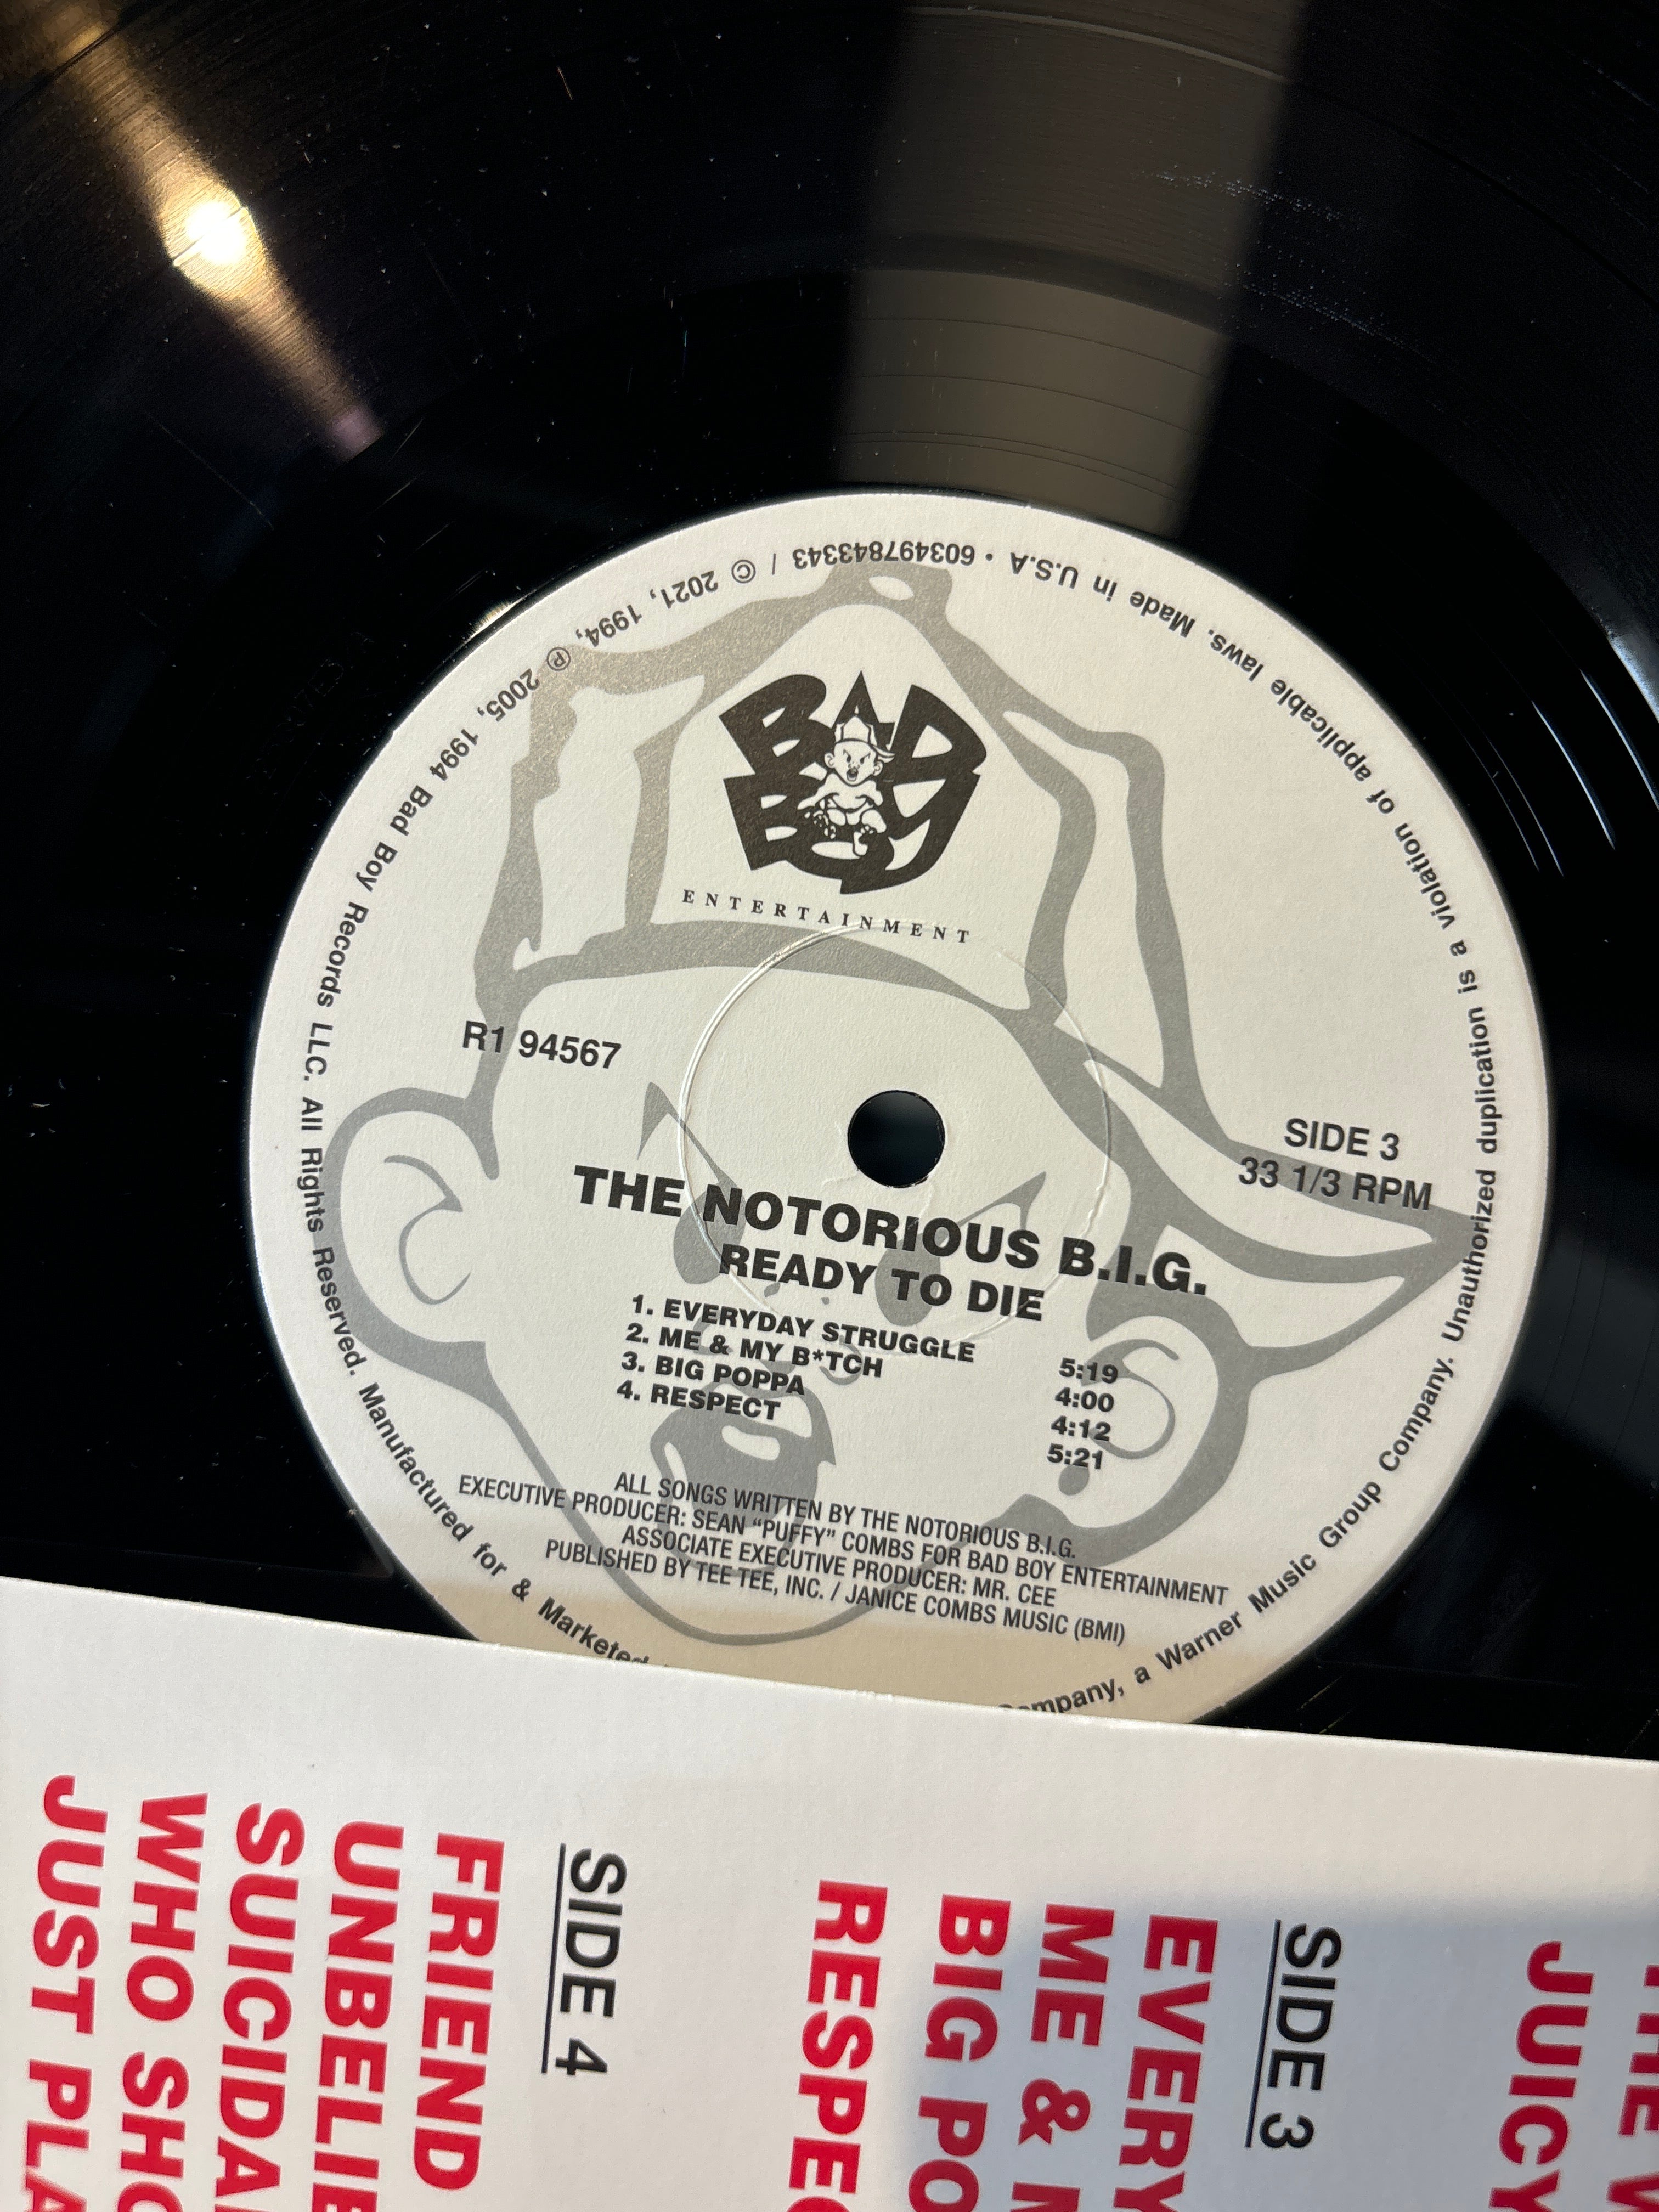 BAD
BOY
ENTERTAINMENT
R1 94567
SIDE 3
33 1/3 RPM
THE NOTORIOUS B.I.G.
READY TO DIE
1. EVERYDAY STRUGGLE 5:19
2. ME & MY B*TCH 4:00
3. BIG POPPA 4:12
4. RESPECT 5:21
ALL SONGS WRITTEN BY THE NOTORIOUS B.I.G.
EXECUTIVE PRODUCER: SEAN “PUFFY” COMBS FOR BAD BOY ENTERTAINMENT
ASSOCIATE EXECUTIVE PRODUCER: MR. CEE
PUBLISHED BY TEE TEE, INC. / JANICE COMBS MUSIC (BMI)
603497843343 / © 2021, 1994, ℗ 2005, 1994 Bad Boy Records LLC. All Rights Reserved. Manufactured for & Marketed
a Warner Music Group Company. Unauthorized duplication is a violation of applicable laws. Made in U.S.A •
JUICY
SIDE 3
EVERY
ME &
BIG PO
RESPEC
SIDE 4
FRIEND
UNBELIE
SUICIDA
WHO SHO
JUST PLA